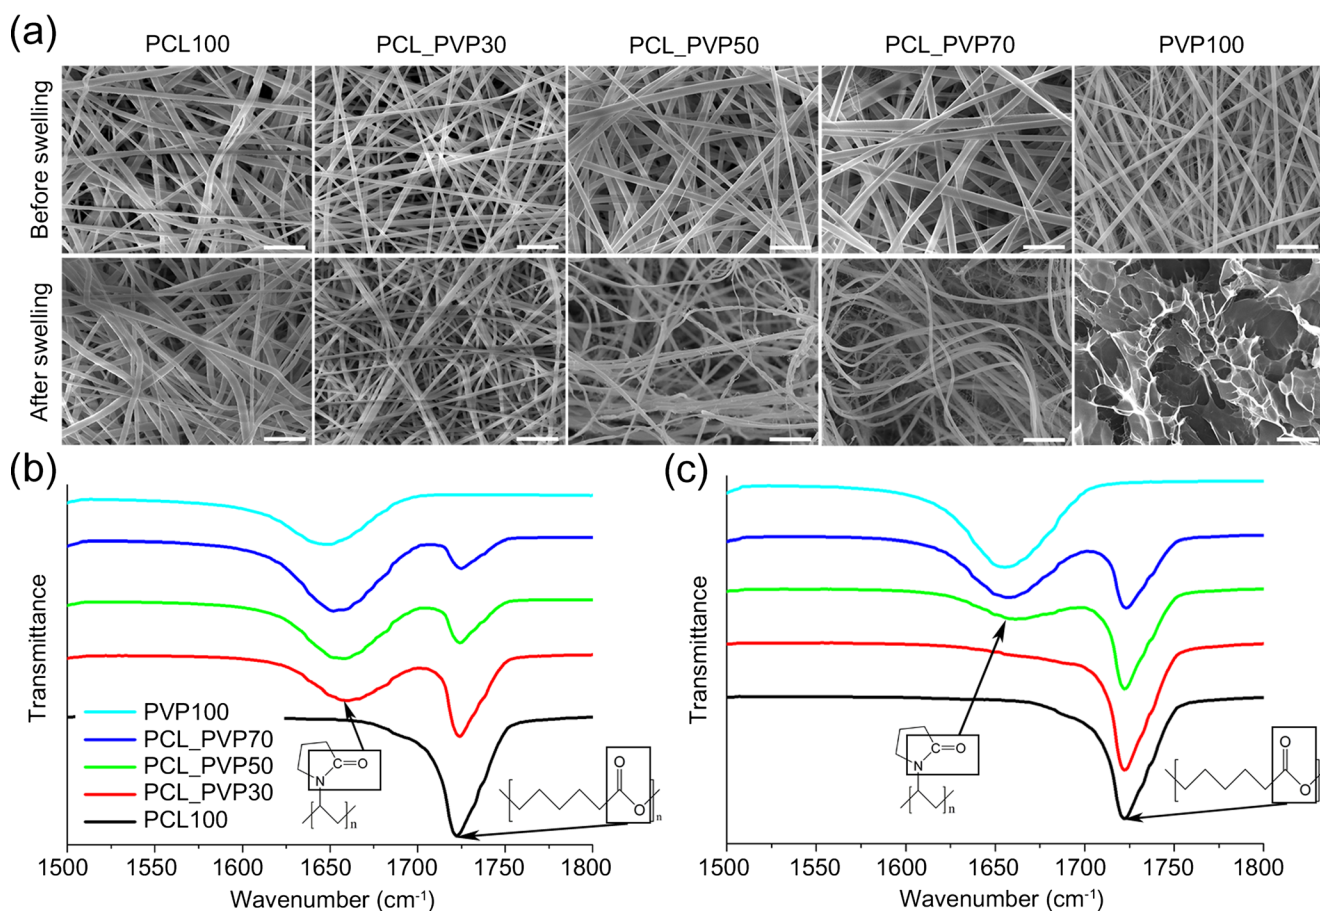 (a)
PCL100 PCL_PVP30 PCL_PVP50 PCL_PVP70 PVP100
Before swelling
After swelling
(b)
Transmittance
PVP100
PCL_PVP70
PCL_PVP50
PCL_PVP30
PCL100
N
C=O
n
O
O
n
1500 1550 1600 1650 1700 1750 1800
Wavenumber (cm-1)
(c)
Transmittance
N
C=O
n
O
O
n
1500 1550 1600 1650 1700 1750 1800
Wavenumber (cm-1)